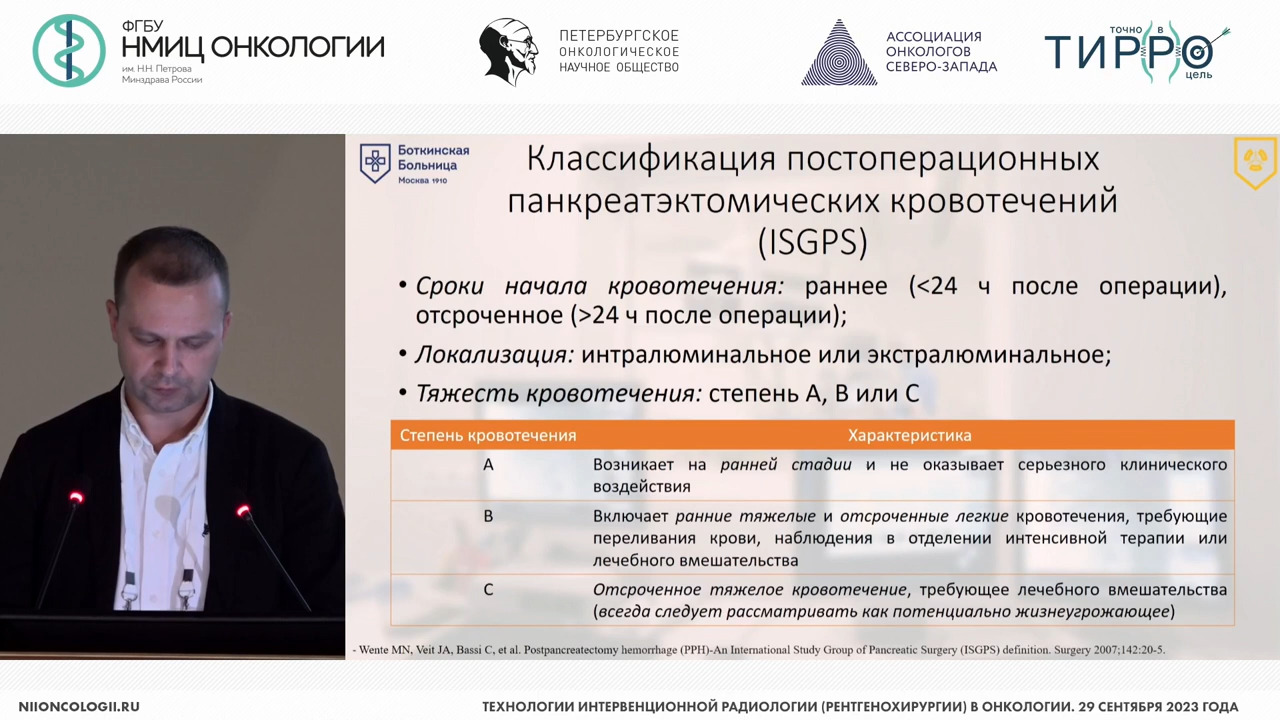 ФГБУ
НМИЦ ОНКОЛОГИИ
им. Н.Н. Петрова
Минздрава России
ПЕТЕРБУРГСКОЕ
ОНКОЛОГИЧЕСКОЕ
НАУЧНОЕ ОБЩЕСТВО
АССОЦИАЦИЯ
ОНКОЛОГОВ
СЕВЕРО-ЗАПАДА
точно в
ТИРРО
цель
Боткинская
Больница
Москва 1910
Классификация постоперационных
панкреатэктомических кровотечений
(ISGPS)
• Сроки начала кровотечения: раннее (<24 ч после операции),
отсроченное (>24 ч после операции);
• Локализация: интралюминальное или экстралюминальное;
• Тяжесть кровотечения: степень A, B или C
Степень кровотечения Характеристика
A Возникает на ранней стадии и не оказывает серьезного клинического
воздействия
B Включает ранние тяжелые и отсроченные легкие кровотечения, требующие
переливания крови, наблюдения в отделении интенсивной терапии или
лечебного вмешательства
C Отсроченное тяжелое кровотечение, требующее лечебного вмешательства
(всегда следует рассматривать как потенциально жизнеугрожающее)
- Wente MN, Veit JA, Bassi C, et al. Postpancreatectomy hemorrhage (PPH)-An International Study Group of Pancreatic Surgery (ISGPS) definition. Surgery 2007;142:20-5.
NIIONCOLOGII.RU
ТЕХНОЛОГИИ ИНТЕРВЕНЦИОННОЙ РАДИОЛОГИИ (РЕНТГЕНОХИРУРГИИ) В ОНКОЛОГИИ. 29 СЕНТЯБРЯ 2023 ГОДА